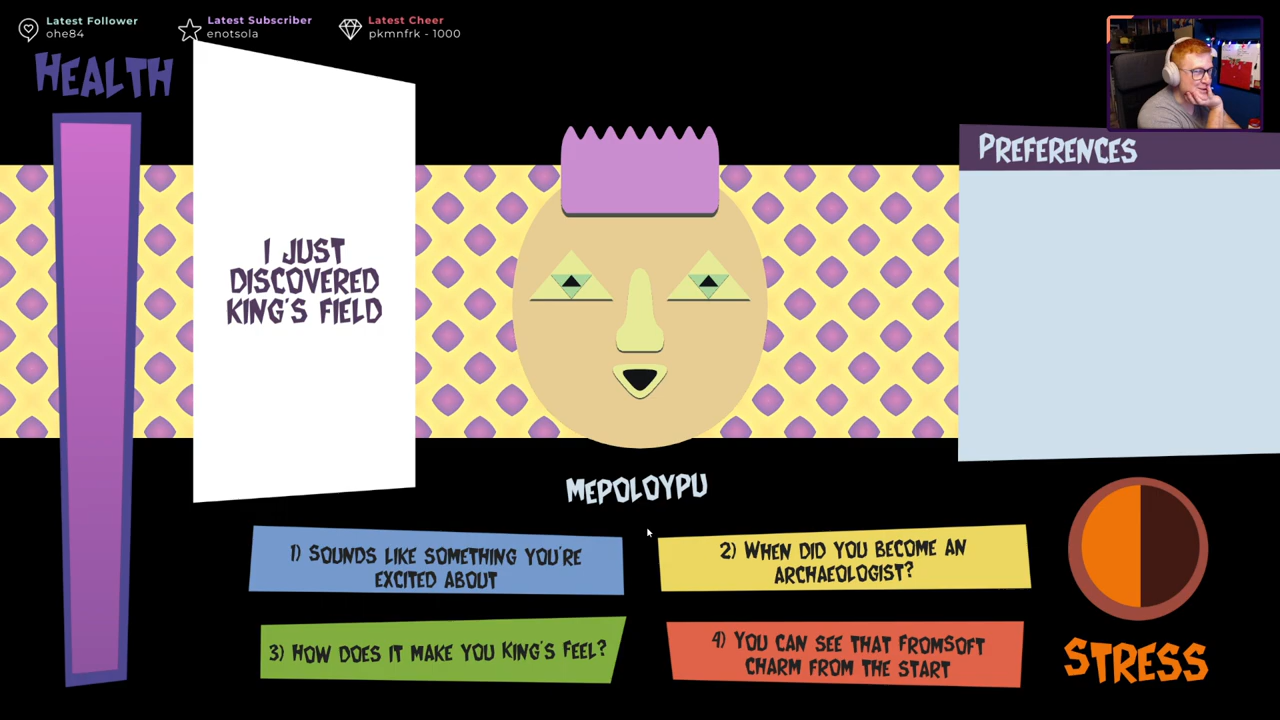 Latest Follower
ohe84
Latest Subscriber
enotsola
Latest Cheer
pkmnfrk - 1000
HEALTH
I JUST
DISCOVERED
KING'S FIELD
PREFERENCES
MEPOLOYPU
1) SOUNDS LIKE SOMETHING YOU'RE
EXCITED ABOUT
2) WHEN DID YOU BECOME AN
ARCHAEOLOGIST?
3) HOW DOES IT MAKE YOU KING'S FEEL?
4) YOU CAN SEE THAT FROMSOFT
CHARM FROM THE START
STRESS